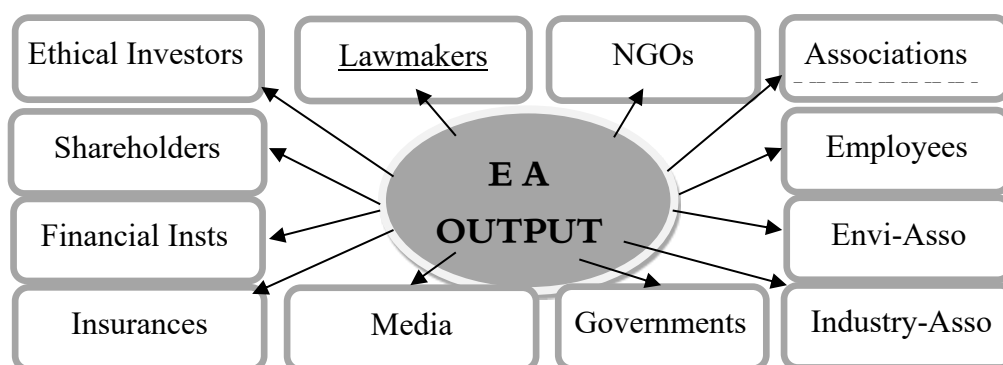 Ethical Investors
Lawmakers
NGOs
Associations
Shareholders
E A
OUTPUT
Employees
Financial Insts
Envi-Asso
Insurances
Media
Governments
Industry-Asso